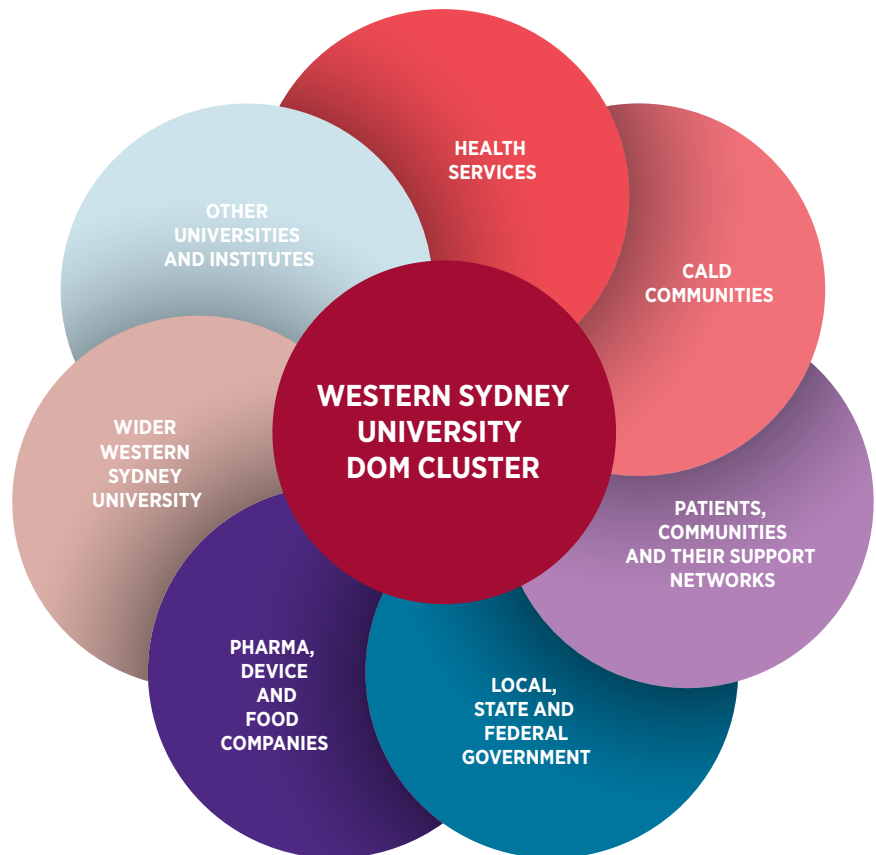 HEALTH
SERVICES
CALD
COMMUNITIES
PATIENTS,
COMMUNITIES
AND THEIR SUPPORT
NETWORKS
LOCAL,
STATE AND
FEDERAL
GOVERNMENT
PHARMA,
DEVICE
AND
FOOD
COMPANIES
WIDER
WESTERN
SYDNEY
UNIVERSITY
OTHER
UNIVERSITIES
AND INSTITUTES
WESTERN SYDNEY
UNIVERSITY
DOM CLUSTER